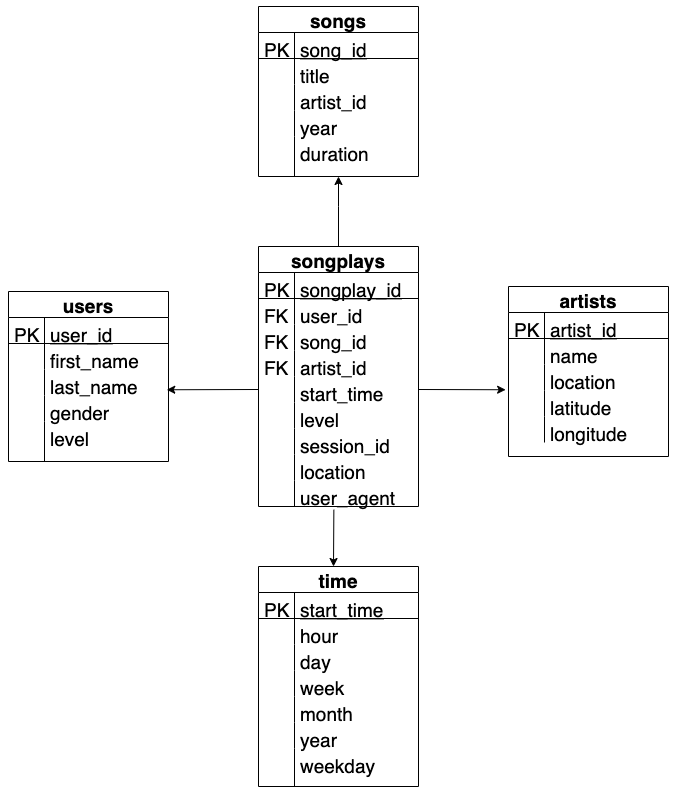 songs
PK song_id
title
artist_id
year
duration
songplays
PK songplay_id
FK user_id
FK song_id
FK artist_id
start_time
level
session_id
location
user_agent
users
PK user_id
first_name
last_name
gender
level
artists
PK artist_id
name
location
latitude
longitude
time
PK start_time
hour
day
week
month
year
weekday